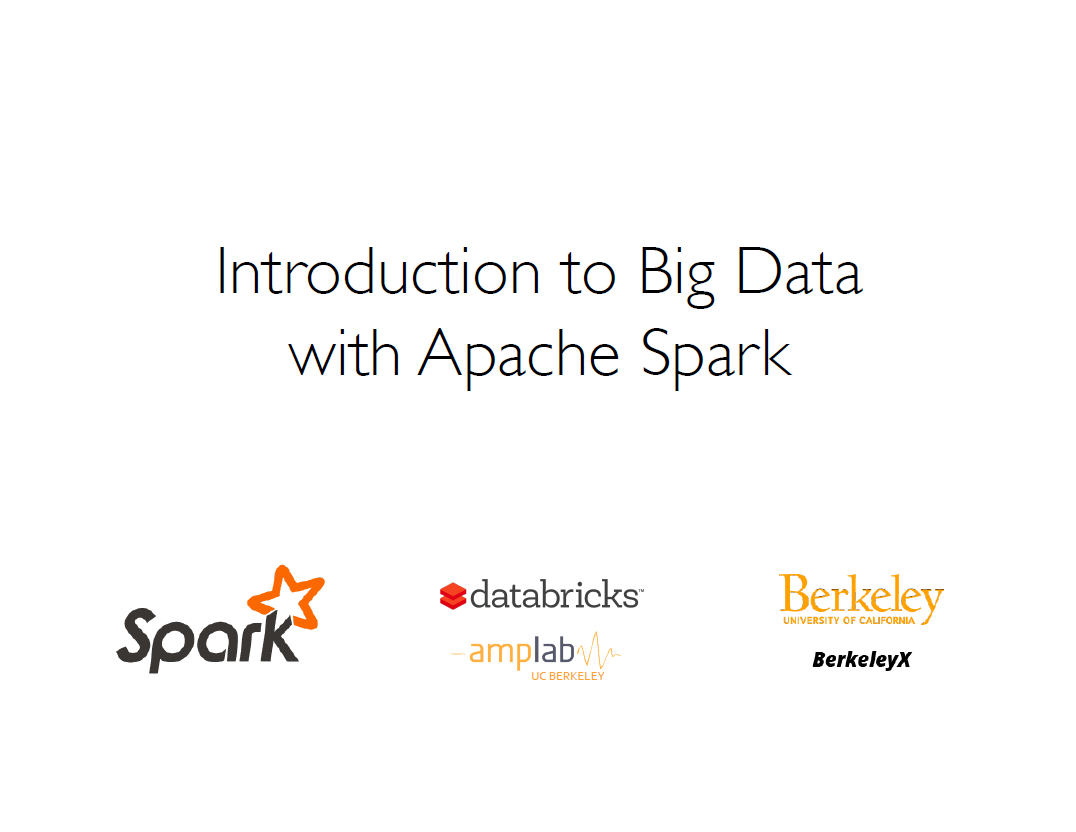 Introduction to Big Data
with Apache Spark
Spark
databricks™
amplab
UC BERKELEY
Berkeley
UNIVERSITY OF CALIFORNIA
BerkeleyX